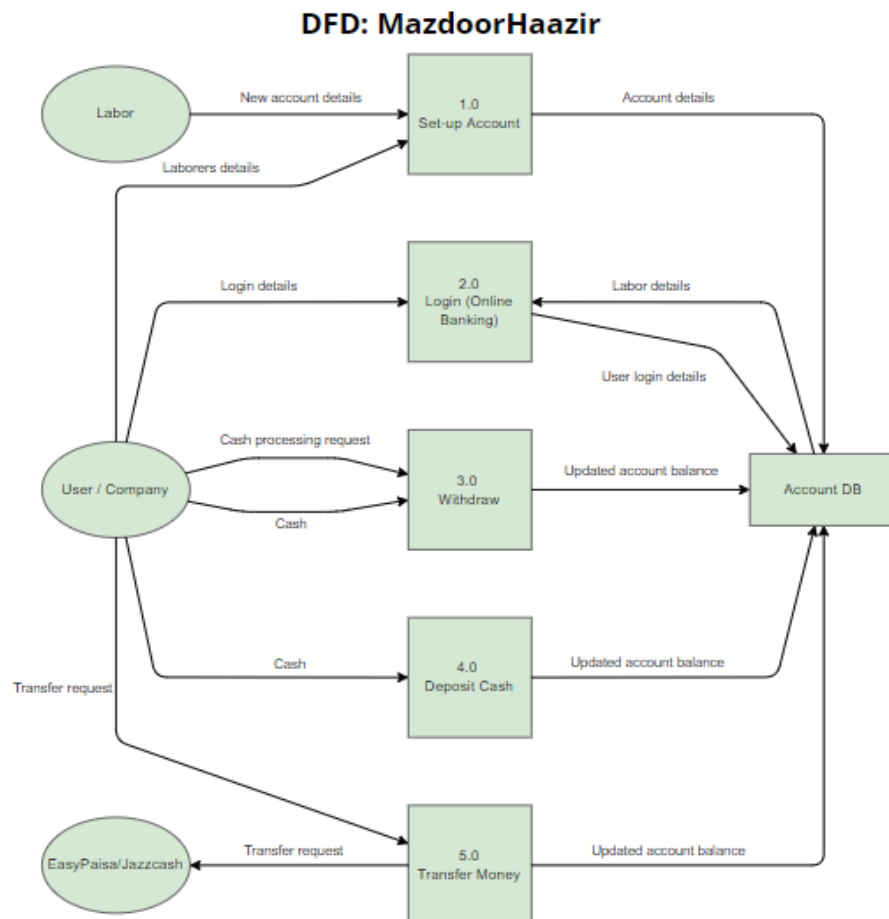 DFD: MazdoorHaazir
Labor
New account details
1.0
Set-up Account
Account details
Laborers details
Login details
2.0
Login (Online
Banking)
Labor details
User login details
Cash processing request
User / Company
Cash
3.0
Withdraw
Updated account balance
Account DB
Cash
4.0
Deposit Cash
Updated account balance
Transfer request
EasyPaisa/Jazzcash
Transfer request
5.0
Transfer Money
Updated account balance